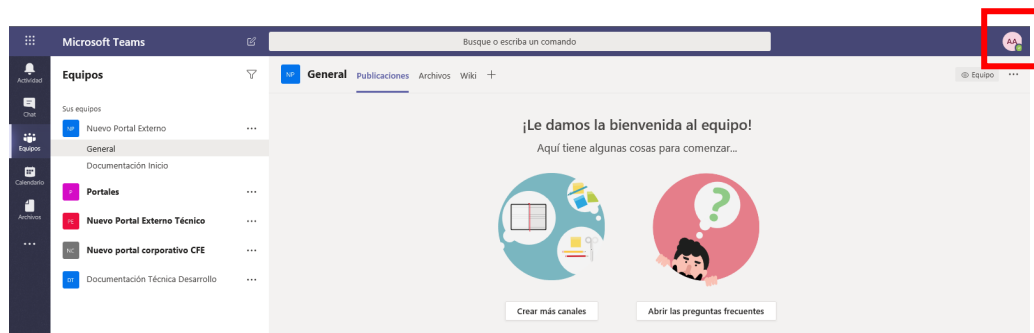 Microsoft Teams
Busque o escriba un comando
AA
Actividad
Chat
Equipos
Calendario
Archivos
Equipos
Sus equipos
NP Nuevo Portal Externo
General
Documentación Inicio
P Portales
PE Nuevo Portal Externo Técnico
NC Nuevo portal corporativo CFE
DT Documentación Técnica Desarrollo
NP General Publicaciones Archivos Wiki
Equipo
¡Le damos la bienvenida al equipo!
Aquí tiene algunas cosas para comenzar...
Crear más canales
Abrir las preguntas frecuentes